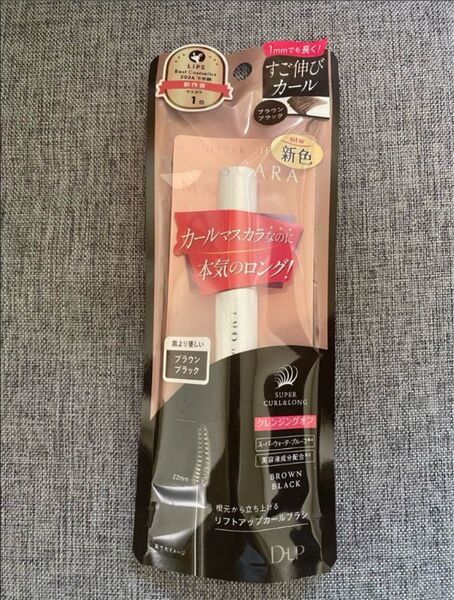 LIPS
Best Cosmetics
2024 下半期
新作賞
マスカラ
1位
1mmでも長く!
すご伸び
カール
ブラウン
ブラック
NEW
新色
カールマスカラなのに
本気のロング!
黒より優しい
ブラウン
ブラック
SUPER
CURL&LONG
クレンジングオフ
スーパーウォータープルーフ
美容液成分配合
BROWN
BLACK
22mm
根元から立ち上げる
リフトアップカールブラシ
D-UP